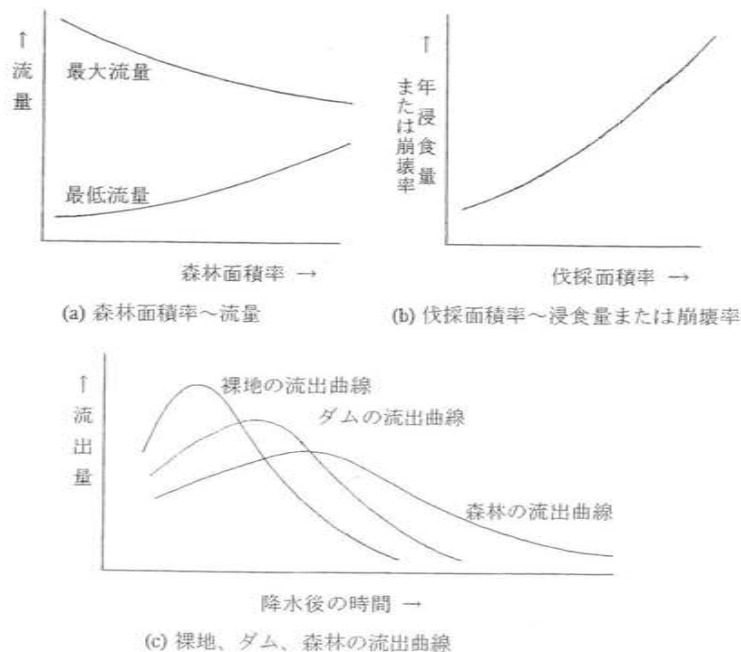 ↑
流量
最大流量
最低流量
森林面積率 →
(a) 森林面積率～流量
↑
年浸食量
または崩壊率
伐採面積率 →
(b) 伐採面積率～浸食量または崩壊率
↑
流出量
裸地の流出曲線
ダムの流出曲線
森林の流出曲線
降水後の時間 →
(c) 裸地、ダム、森林の流出曲線